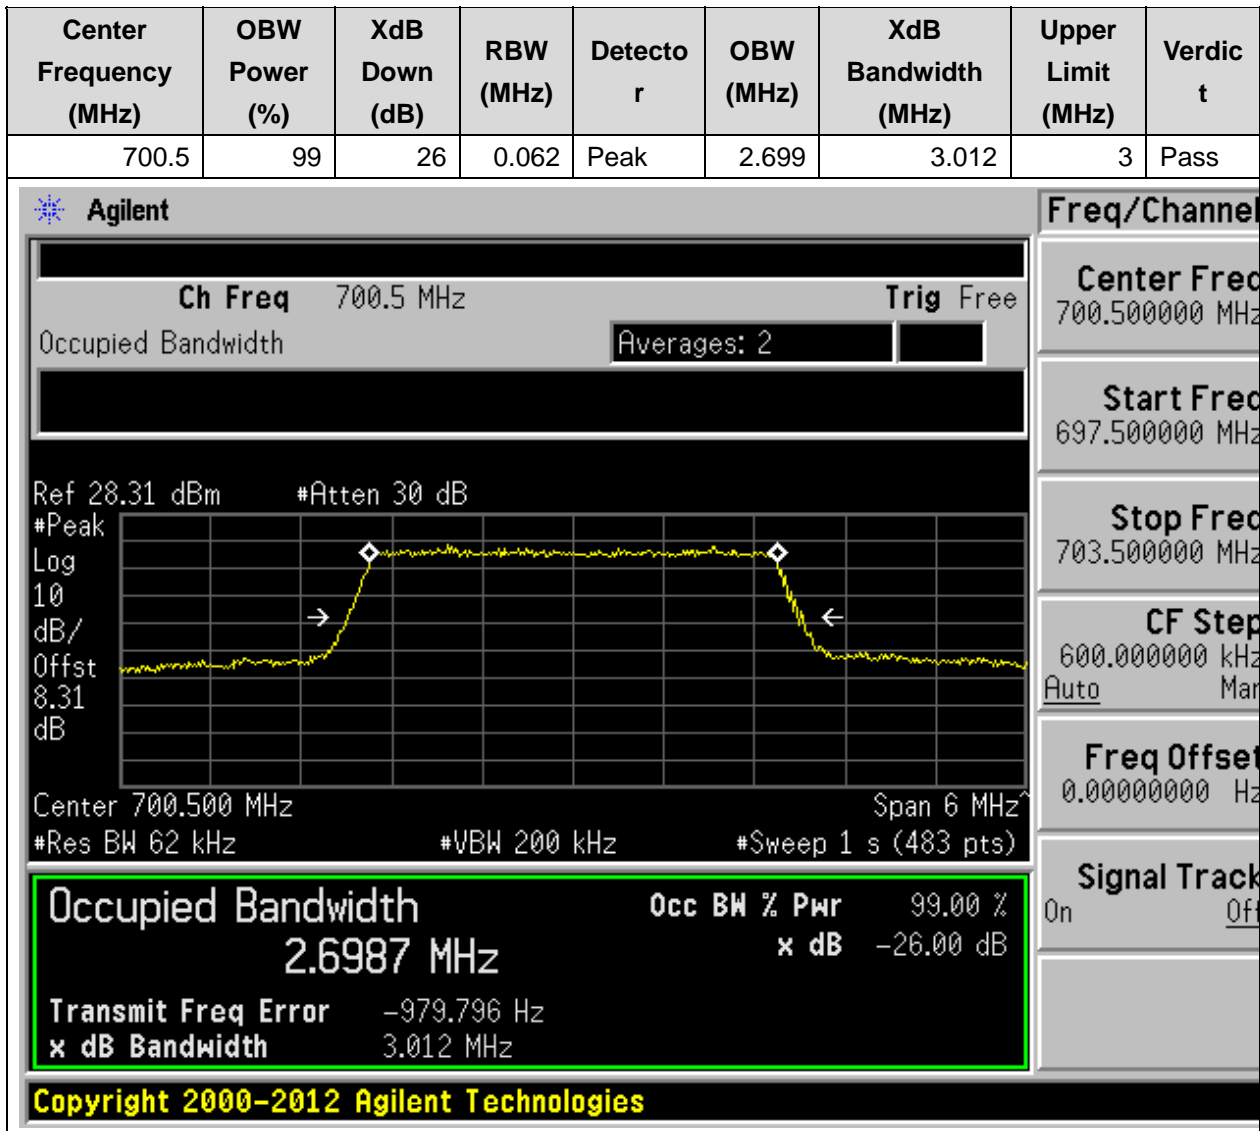 Center Frequency (MHz) OBW Power (%) XdB Down (dB) RBW (MHz) Detecto r OBW (MHz) XdB Bandwidth (MHz) Upper Limit (MHz) Verdic t
700.5 99 26 0.062 Peak 2.699 3.012 3 Pass
Agilent
Freq/Channel
Ch Freq 700.5 MHz Trig Free
Occupied Bandwidth Averages: 2
Ref 28.31 dBm #Atten 30 dB
#Peak
Log
10
dB/
Offst
8.31
dB
Center 700.500 MHz Span 6 MHz^
#Res BW 62 kHz #VBW 200 kHz #Sweep 1 s (483 pts)
Occupied Bandwidth Occ BW % Pwr 99.00 %
2.6987 MHz x dB -26.00 dB
Transmit Freq Error -979.796 Hz
x dB Bandwidth 3.012 MHz
Center Freq
700.500000 MHz
Start Freq
697.500000 MHz
Stop Freq
703.500000 MHz
CF Step
600.000000 kHz
Auto Man
Freq Offset
0.00000000 Hz
Signal Track
On Off
Copyright 2000-2012 Agilent Technologies